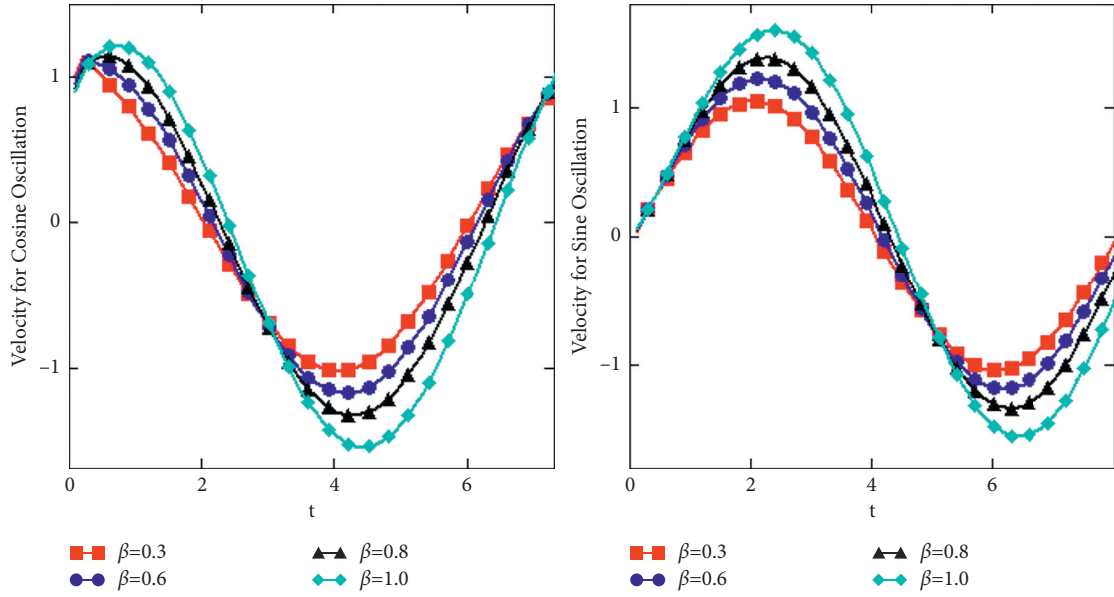 Velocity for Cosine Oscillation
1
0
−1
0
2
4
6
t
β=0.3
β=0.6
β=0.8
β=1.0
Velocity for Sine Oscillation
1
0
−1
0
2
4
6
t
β=0.3
β=0.6
β=0.8
β=1.0